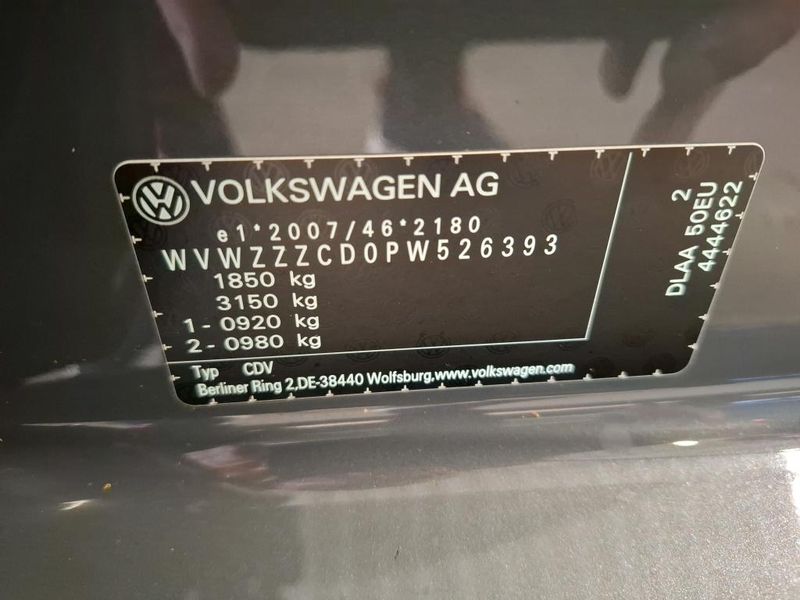 VOLKSWAGEN AG
e1*2007/46*2180
WVWZZZCD0PW526393
1850 kg
3150 kg
1 - 0920 kg
2 - 0980 kg
Typ CDV
Berliner Ring 2,DE-38440 Wolfsburg,www.volkswagen.com
2
DLAA 50EU
4444622